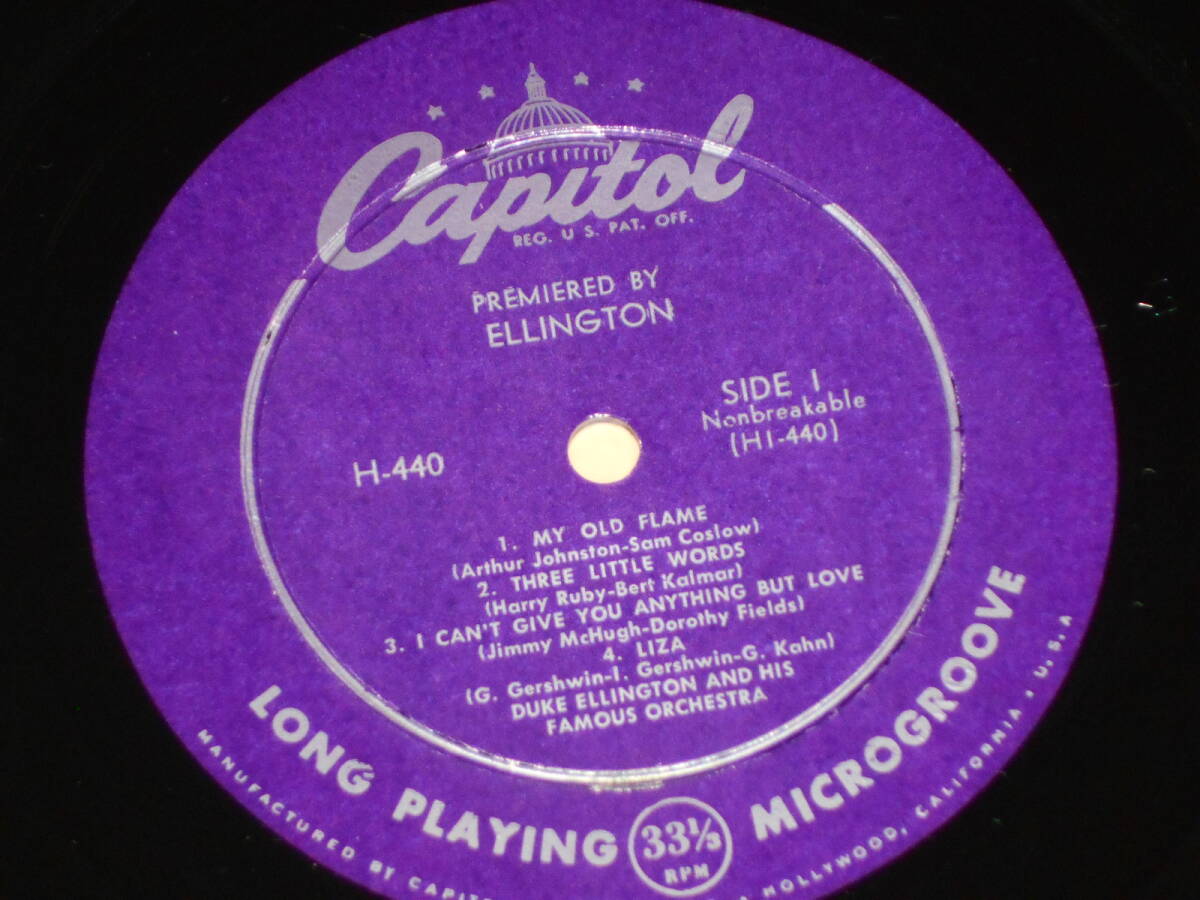 Capitol
REG. U S. PAT. OFF.
PREMIERED BY
ELLINGTON
SIDE 1
Nonbreakable
(H1-440)
H-440
1. MY OLD FLAME
(Arthur Johnston-Sam Coslow)
2. THREE LITTLE WORDS
(Harry Ruby-Bert Kalmar)
3. I CAN'T GIVE YOU ANYTHING BUT LOVE
(Jimmy McHugh-Dorothy Fields)
4. LIZA
(G. Gershwin-I. Gershwin-G. Kahn)
DUKE ELLINGTON AND HIS
FAMOUS ORCHESTRA
LONG PLAYING 33⅓ RPM MICROGROOVE
MANUFACTURED BY HOLLYWOOD, CALIFORNIA, U.S.A